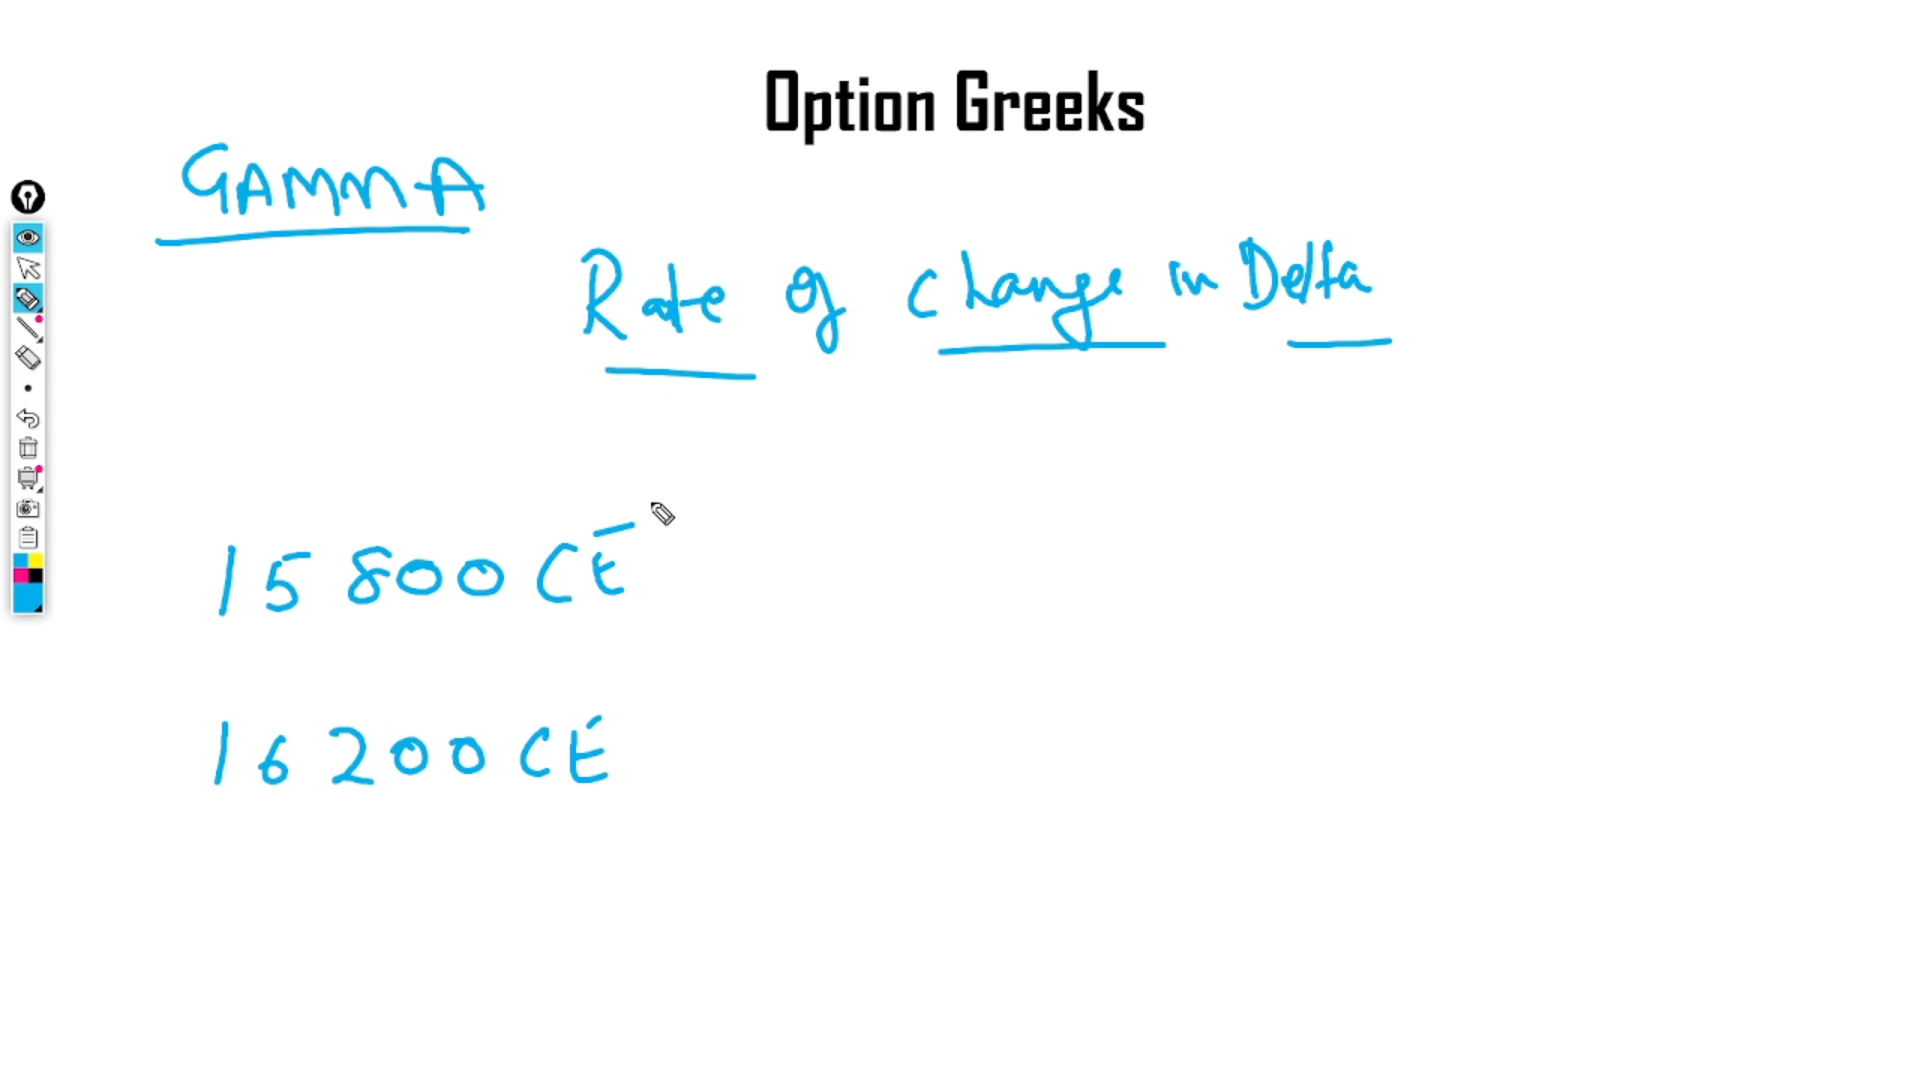 Option Greeks
GAMMA
Rate of change in Delta
15800 CE
16200 CE